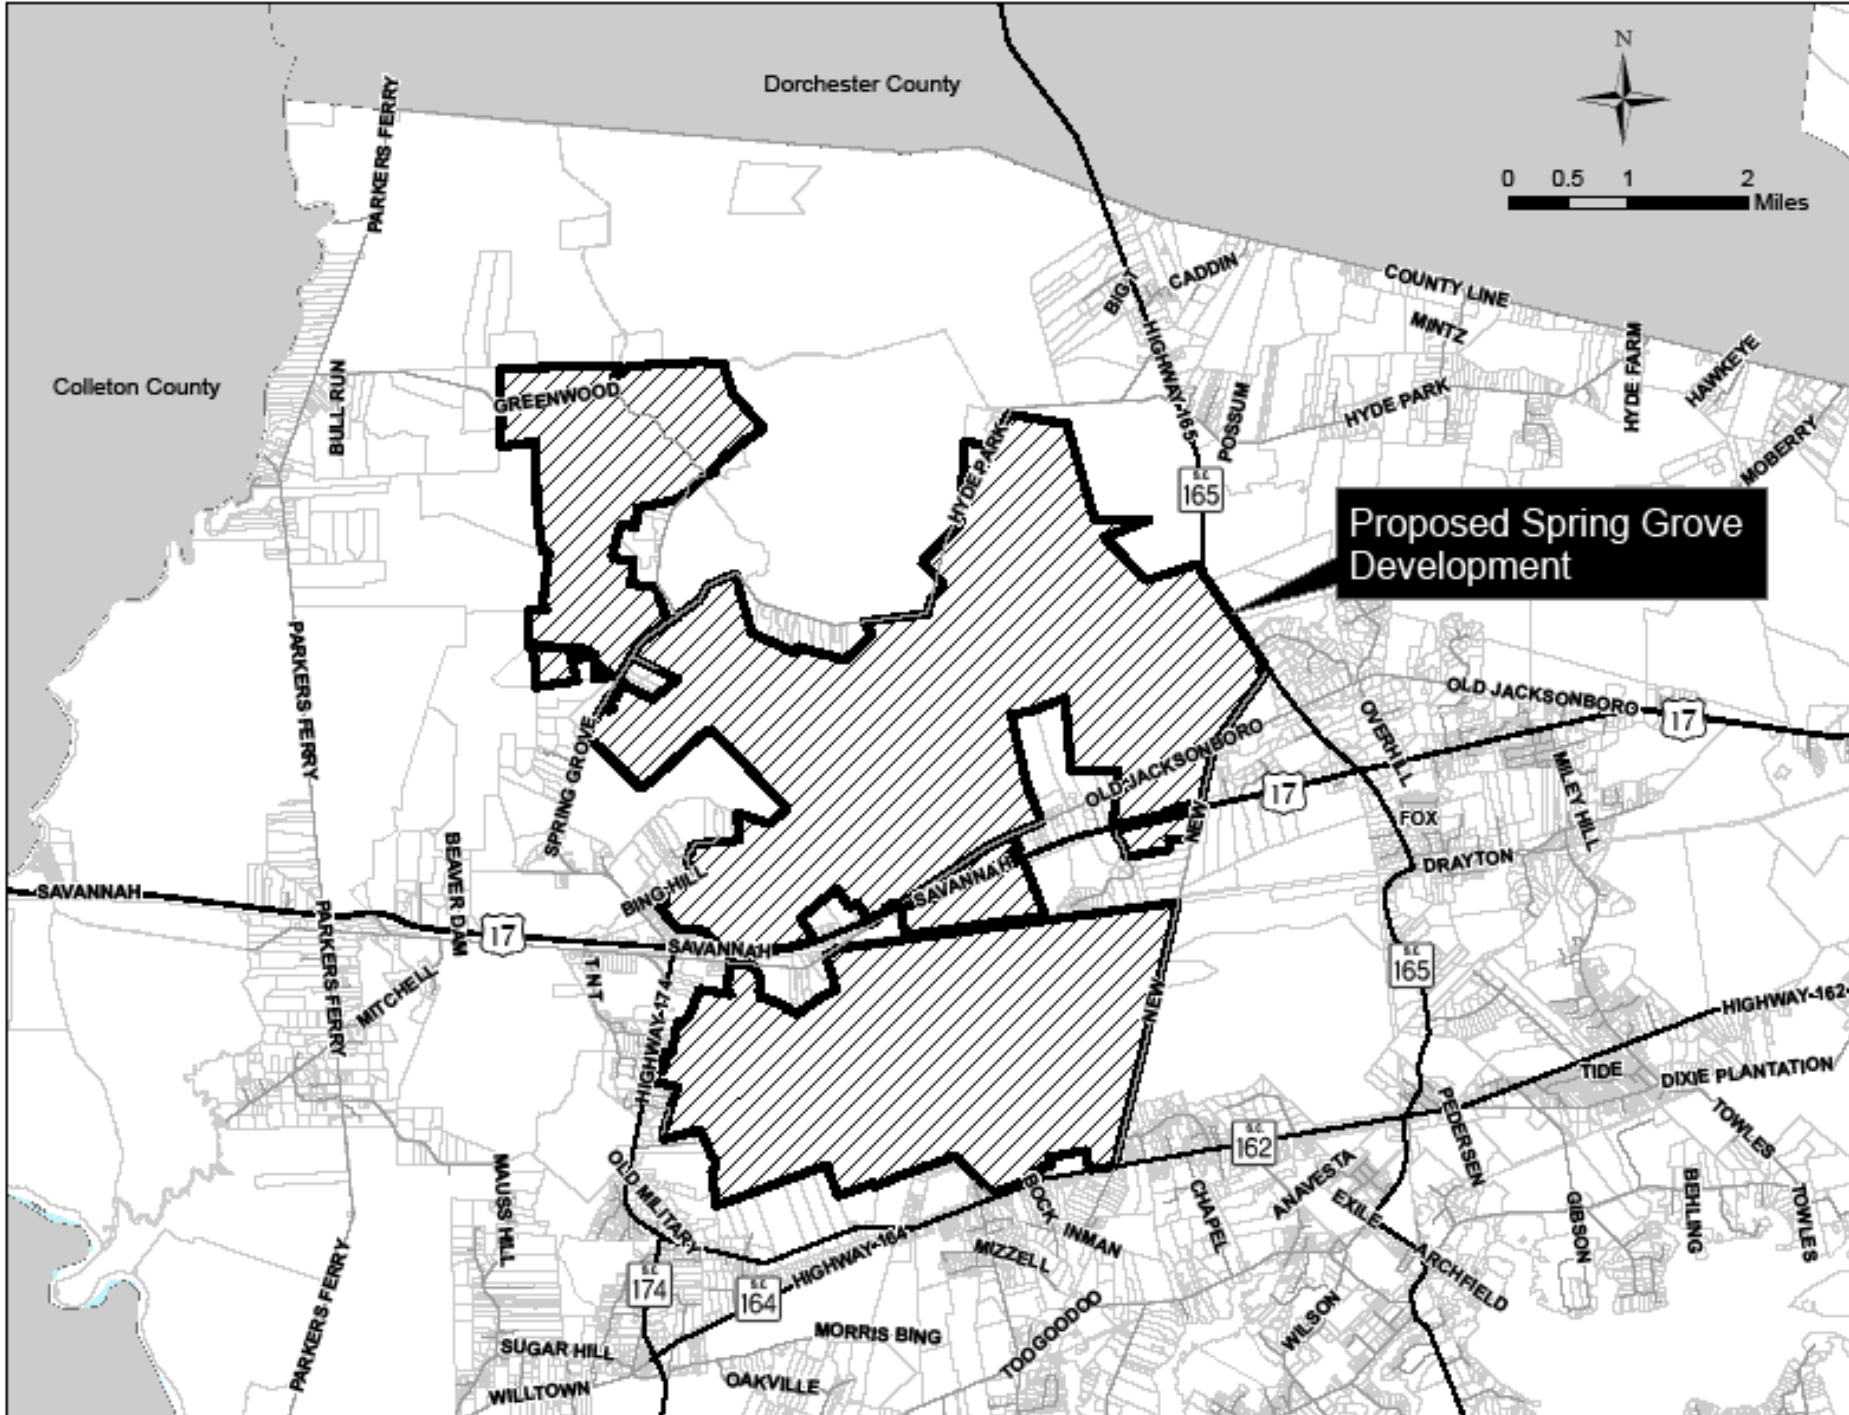 Dorchester County
N
0 0.5 1 2
Miles
PARKERS FERRY
CADDIN
BIG T
COUNTY LINE
MINTZ
HIGHWAY-165
HYDE FARM
HAWKEYE
Colleton County
BULL RUN
GREENWOOD
POSSUM
HYDE PARK
HYDE PARK
MOBERRY
S.C.
165
Proposed Spring Grove
Development
PARKERS FERRY
SPRING GROVE
OLD JACKSONBORO
17
OVERHILL
OLD JACKSONBORO
MILEY HILL
17
NEW
FOX
DRAYTON
BEAVER DAM
SAVANNAH
BING HILL
SAVANNAH
PARKERS FERRY
17
SAVANNAH
T N T
MITCHELL
HIGHWAY-174
NEW
S.C.
165
HIGHWAY-162
TIDE
DIXIE PLANTATION
PEDERSEN
TOWLES
S.C.
162
MAUSS HILL
OLD MILITARY
BOCK
INMAN
CHAPEL
ANAVESTA
EXILE
GIBSON
BEHLING
TOWLES
MIZZELL
HIGHWAY-164
ARCHFIELD
S.C.
174
S.C.
164
PARKERS FERRY
MORRIS BING
TOOGOODOO
WILSON
SUGAR HILL
WILLTOWN
OAKVILLE